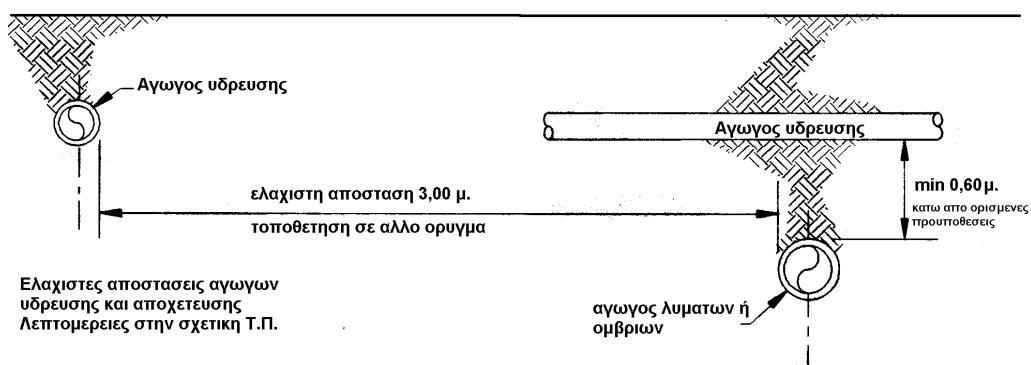 Αγωγος υδρευσης
Αγωγος υδρευσης
ελαχιστη αποσταση 3,00 μ.
τοποθετηση σε αλλο ορυγμα
min 0,60 μ.
κατω απο ορισμενες
προυποθεσεις
Ελαχιστες αποστασεις αγωγων
υδρευσης και αποχετευσης
Λεπτομερειες στην σχετικη Τ.Π.
αγωγος λυματων ή
ομβριων